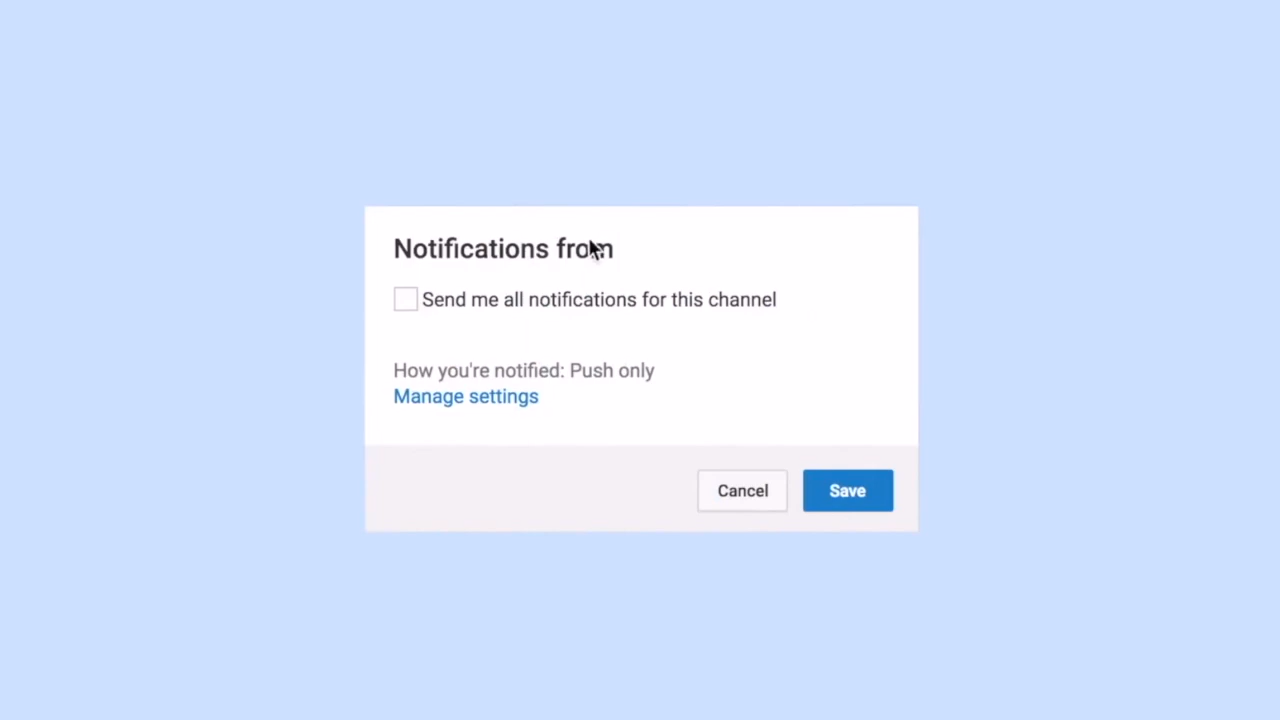 Notifications from
Send me all notifications for this channel
How you're notified: Push only
Manage settings
Cancel
Save